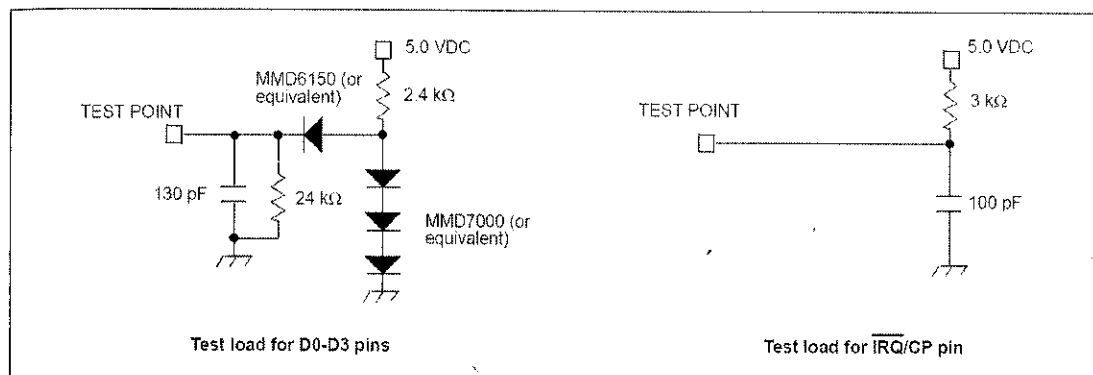 5.0 VDC
MMD6150 (or
equivalent)
2.4 kΩ
TEST POINT
130 pF
24 kΩ
MMD7000 (or
equivalent)
Test load for D0-D3 pins
5.0 VDC
3 kΩ
TEST POINT
100 pF
Test load for I̅R̅Q̅/CP pin